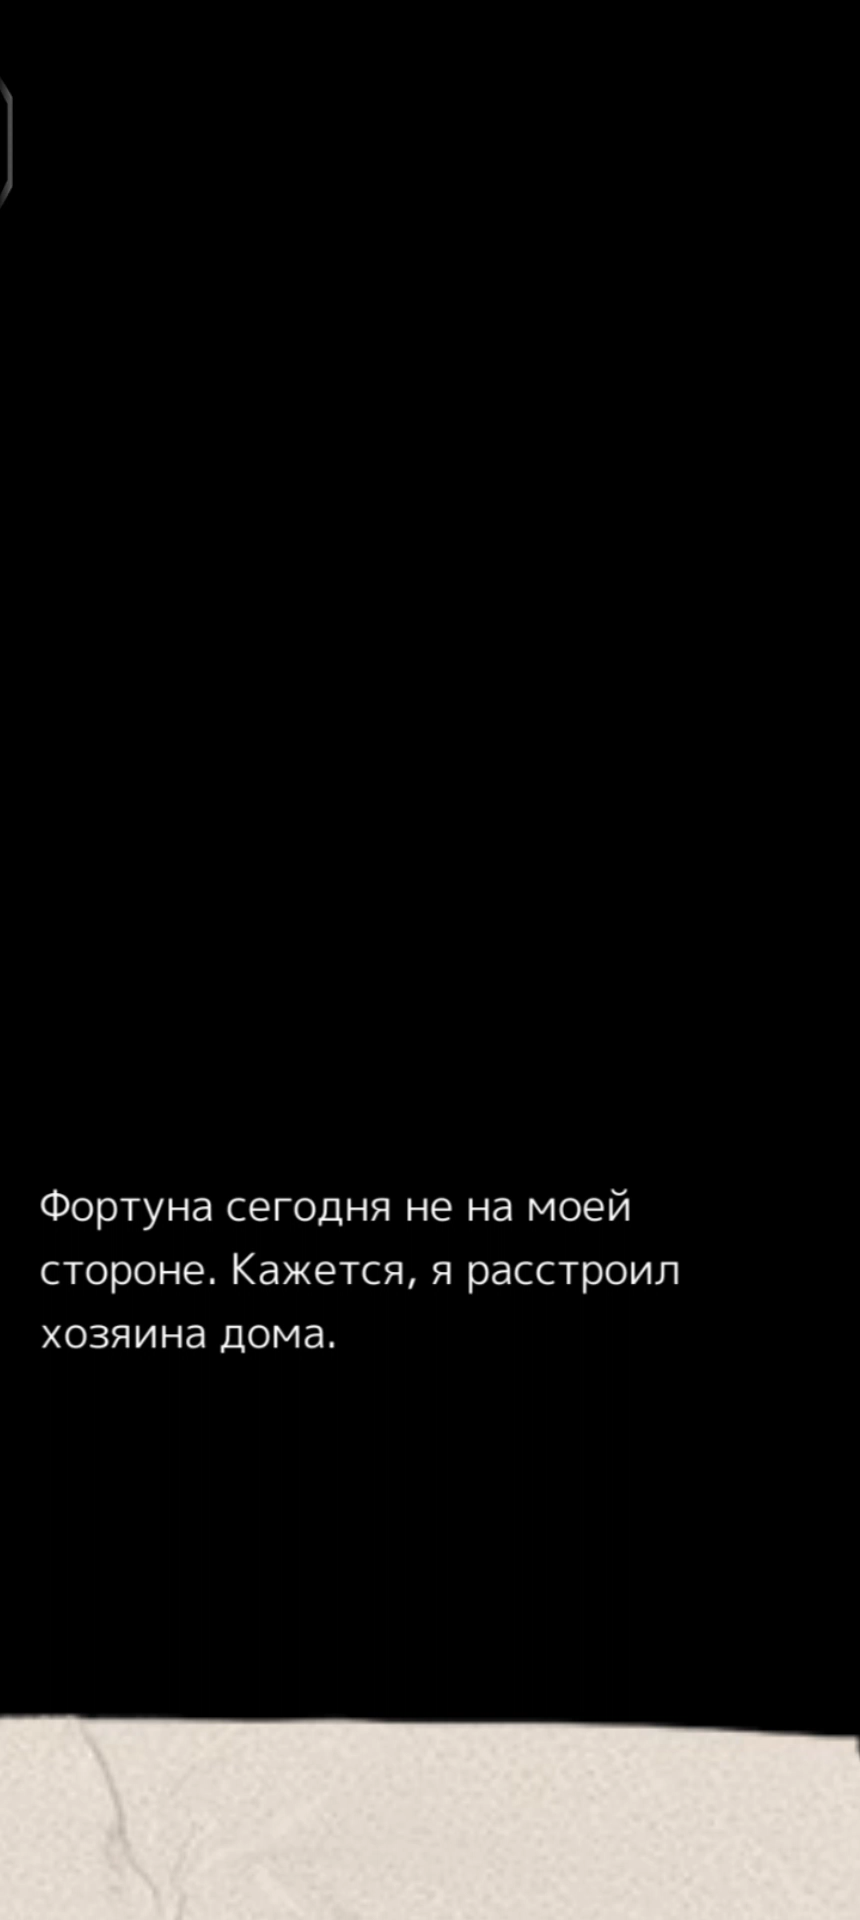 Фортуна сегодня не на моей
стороне. Кажется, я расстроил
хозяина дома.